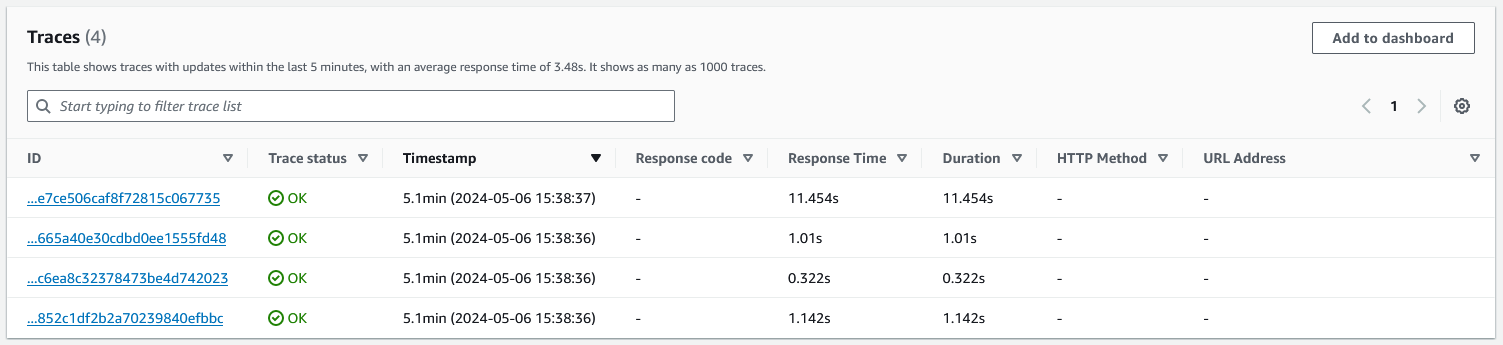 Traces (4)
Add to dashboard
This table shows traces with updates within the last 5 minutes, with an average response time of 3.48s. It shows as many as 1000 traces.
Start typing to filter trace list
1
ID Trace status Timestamp Response code Response Time Duration HTTP Method URL Address
...e7ce506caf8f72815c067735 OK 5.1min (2024-05-06 15:38:37) - 11.454s 11.454s - -
...665a40e30cdbd0ee1555fd48 OK 5.1min (2024-05-06 15:38:36) - 1.01s 1.01s - -
...c6ea8c32378473be4d742023 OK 5.1min (2024-05-06 15:38:36) - 0.322s 0.322s - -
...852c1df2b2a70239840efbbc OK 5.1min (2024-05-06 15:38:36) - 1.142s 1.142s - -